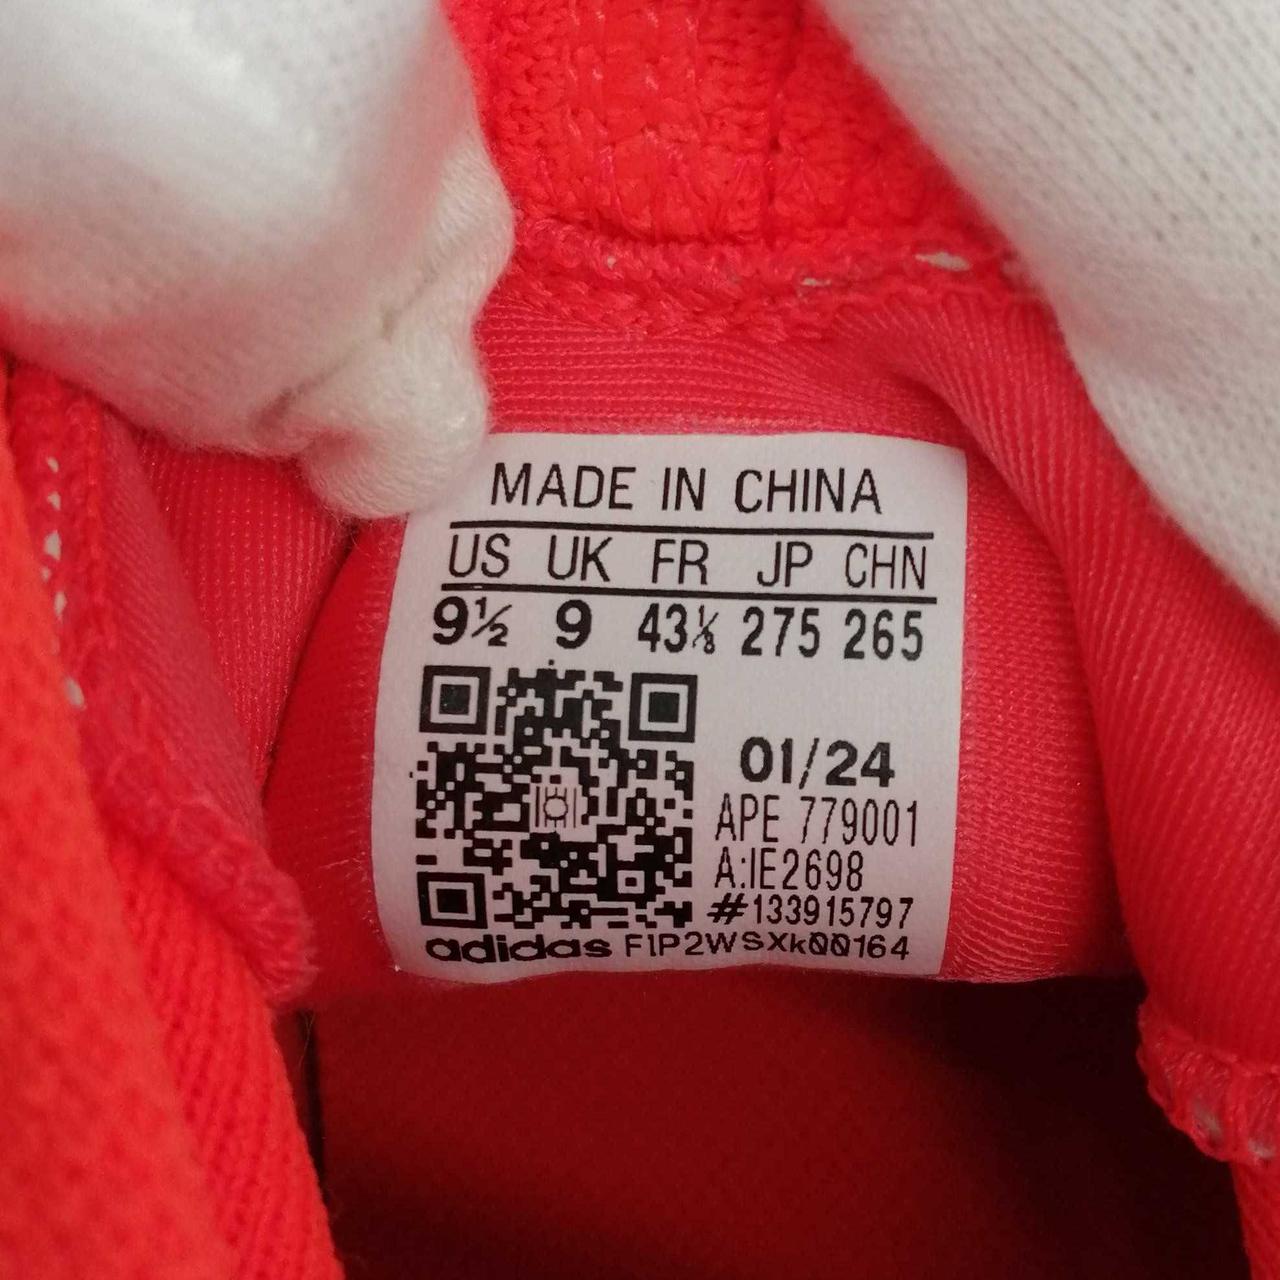 MADE IN CHINA
US UK FR JP CHN
9½ 9 43⅓ 275 265
01/24
APE 779001
A:IE2698
#133915797
adidas F1P2WSXk00164